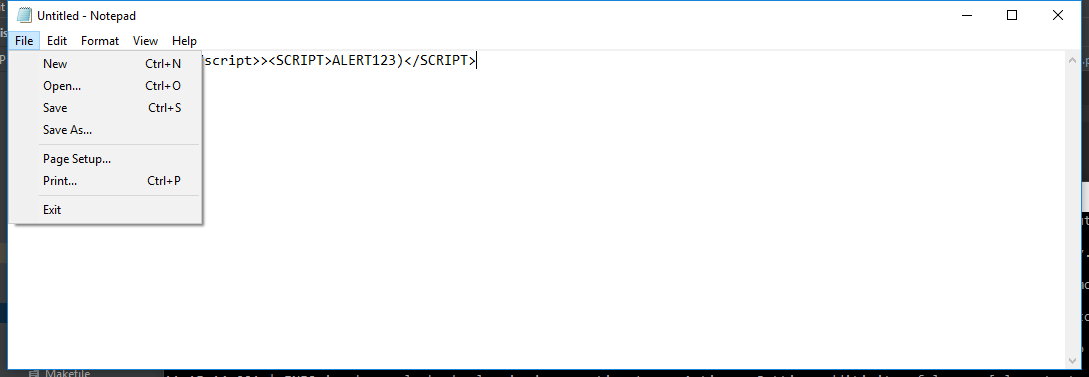 Untitled - Notepad
File Edit Format View Help
script>><SCRIPT>ALERT123)</SCRIPT>
New Ctrl+N
Open... Ctrl+O
Save Ctrl+S
Save As...
Page Setup...
Print... Ctrl+P
Exit
Makefile